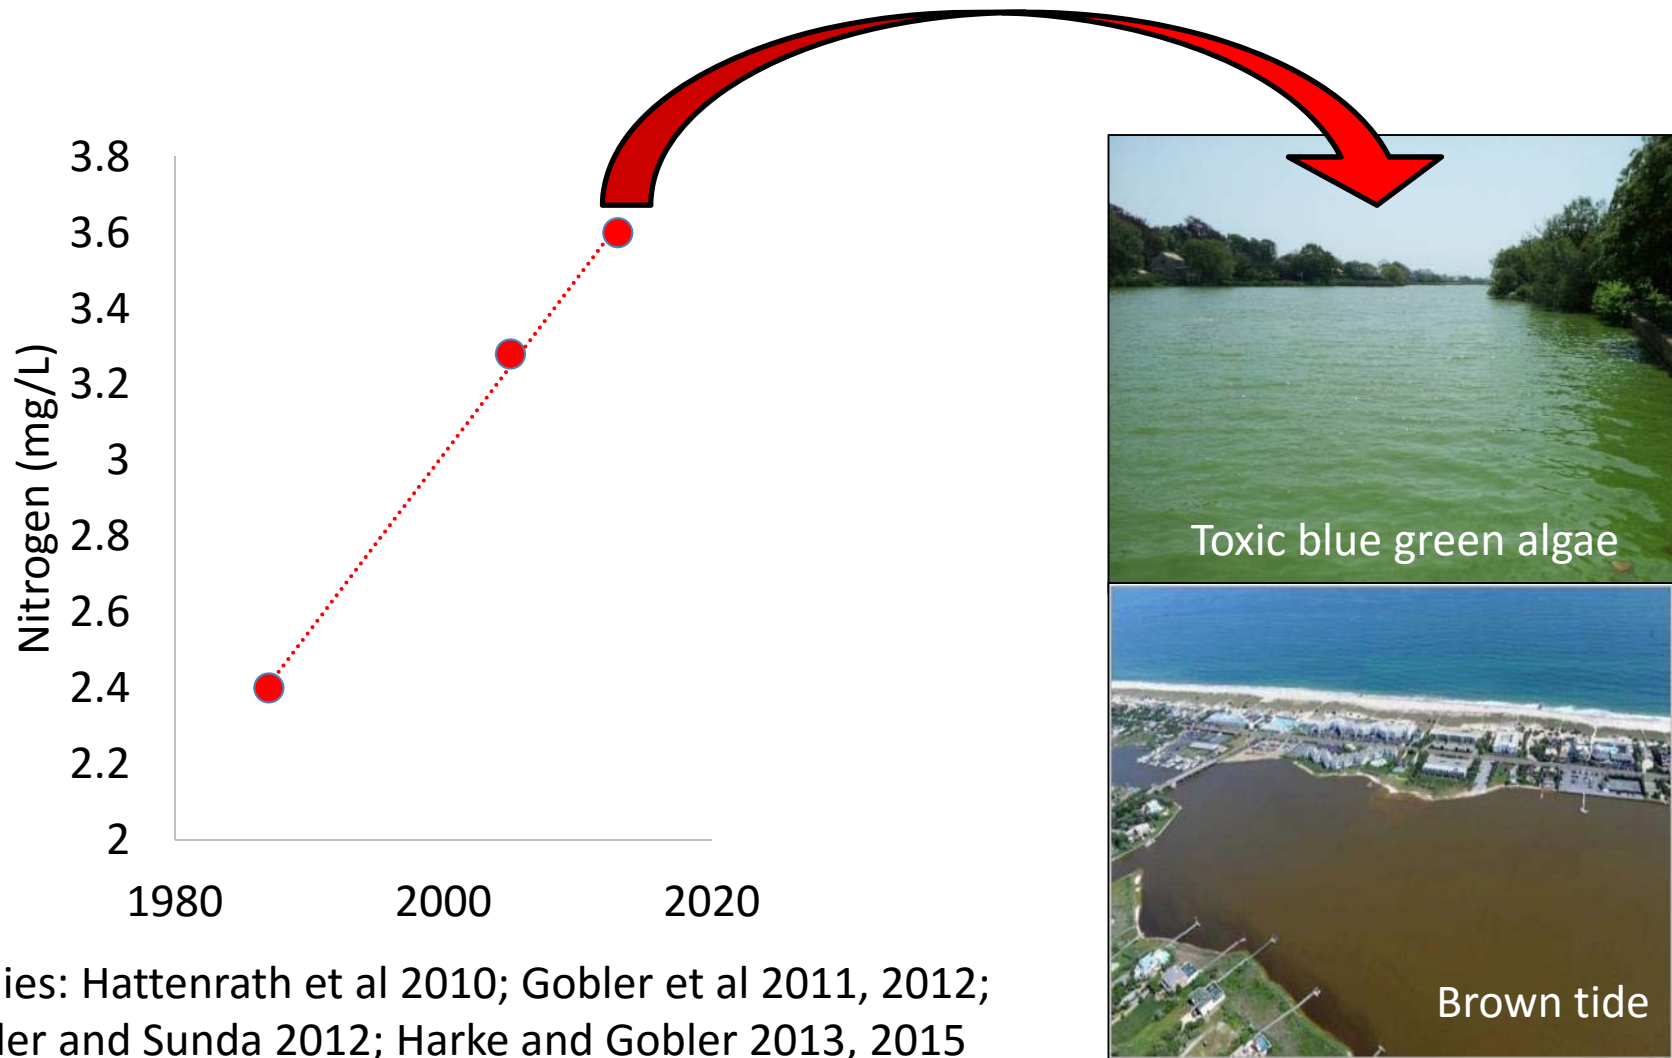 3.8
3.6
3.4
3.2
3
2.8
2.6
2.4
2.2
2
Nitrogen (mg/L)
1980 2000 2020
Toxic blue green algae
Brown tide
ies: Hattenrath et al 2010; Gobler et al 2011, 2012;
ler and Sunda 2012; Harke and Gobler 2013, 2015